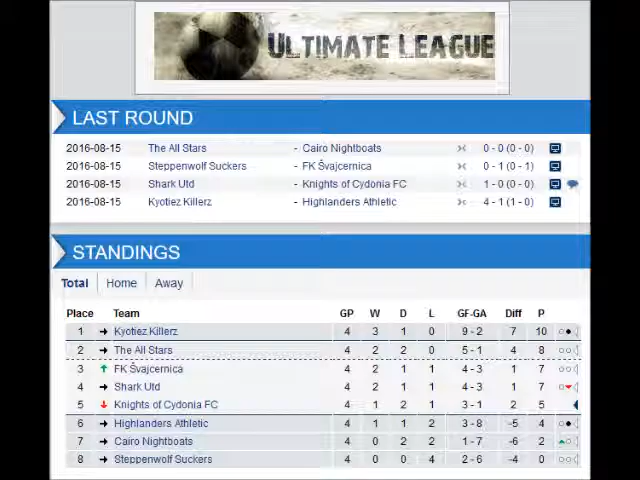 ULTIMATE LEAGUE
LAST ROUND
2016-08-15 The All Stars - Cairo Nightboats 0 - 0 (0 - 0)
2016-08-15 Steppenwolf Suckers - FK Švajcernica 0 - 1 (0 - 1)
2016-08-15 Shark Utd - Knights of Cydonia FC 1 - 0 (0 - 0)
2016-08-15 Kyotiez Killerz - Highlanders Athletic 4 - 1 (1 - 0)
STANDINGS
Total Home Away
Place Team GP W D L GF-GA Diff P
1 Kyotiez Killerz 4 3 1 0 9 - 2 7 10
2 The All Stars 4 2 2 0 5 - 1 4 8
3 FK Švajcernica 4 2 1 1 4 - 3 1 7
4 Shark Utd 4 2 1 1 4 - 3 1 7
5 Knights of Cydonia FC 4 1 2 1 3 - 1 2 5
6 Highlanders Athletic 4 1 1 2 3 - 8 -5 4
7 Cairo Nightboats 4 0 2 2 1 - 7 -6 2
8 Steppenwolf Suckers 4 0 0 4 2 - 6 -4 0